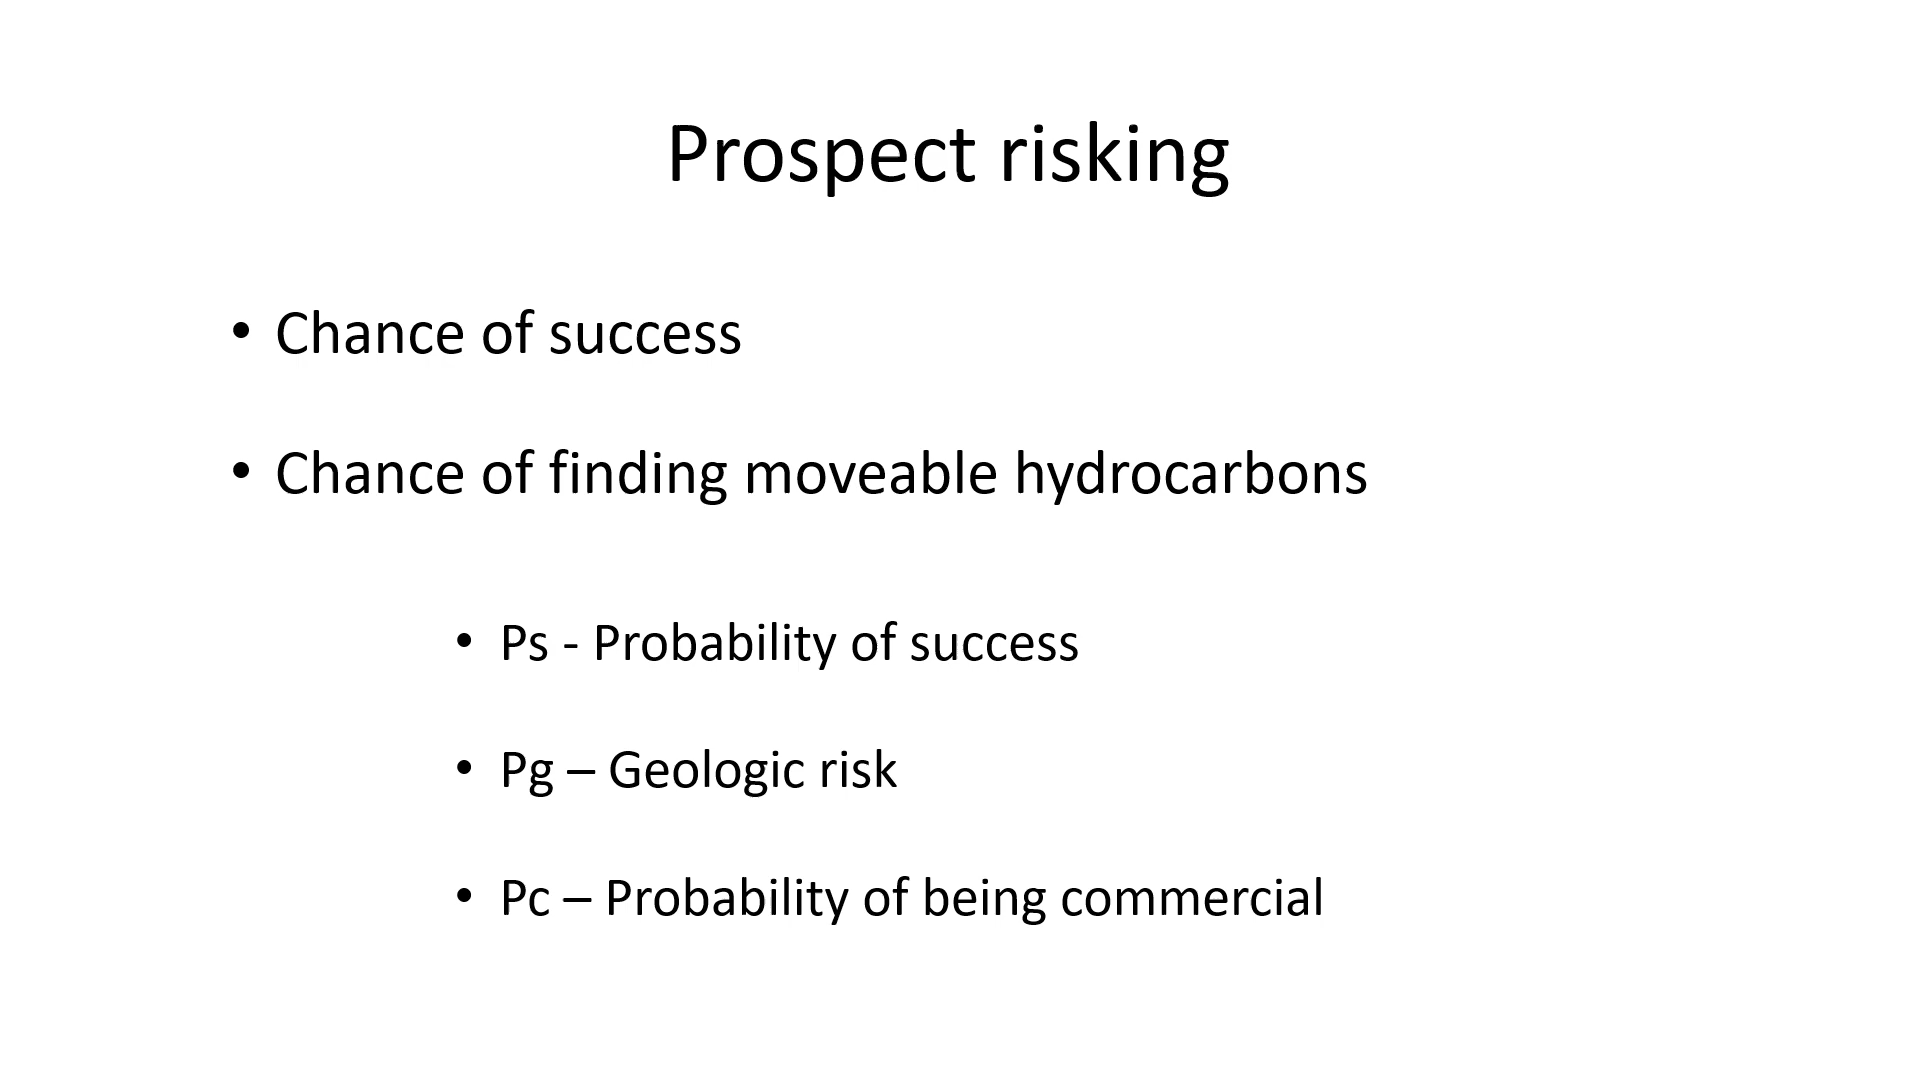 Prospect risking
• Chance of success
• Chance of finding moveable hydrocarbons
• Ps - Probability of success
• Pg – Geologic risk
• Pc – Probability of being commercial